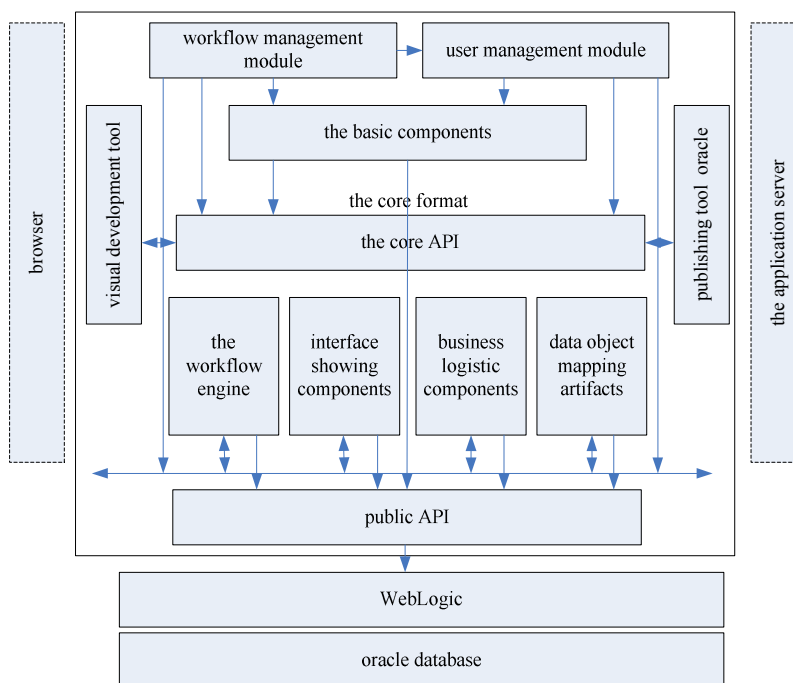 workflow management
module
user management module
the basic components
browser
visual development tool
the core format
the core API
publishing tool oracle
the application server
the
workflow
engine
interface
showing
components
business
logistic
components
data object
mapping
artifacts
public API
WebLogic
oracle database